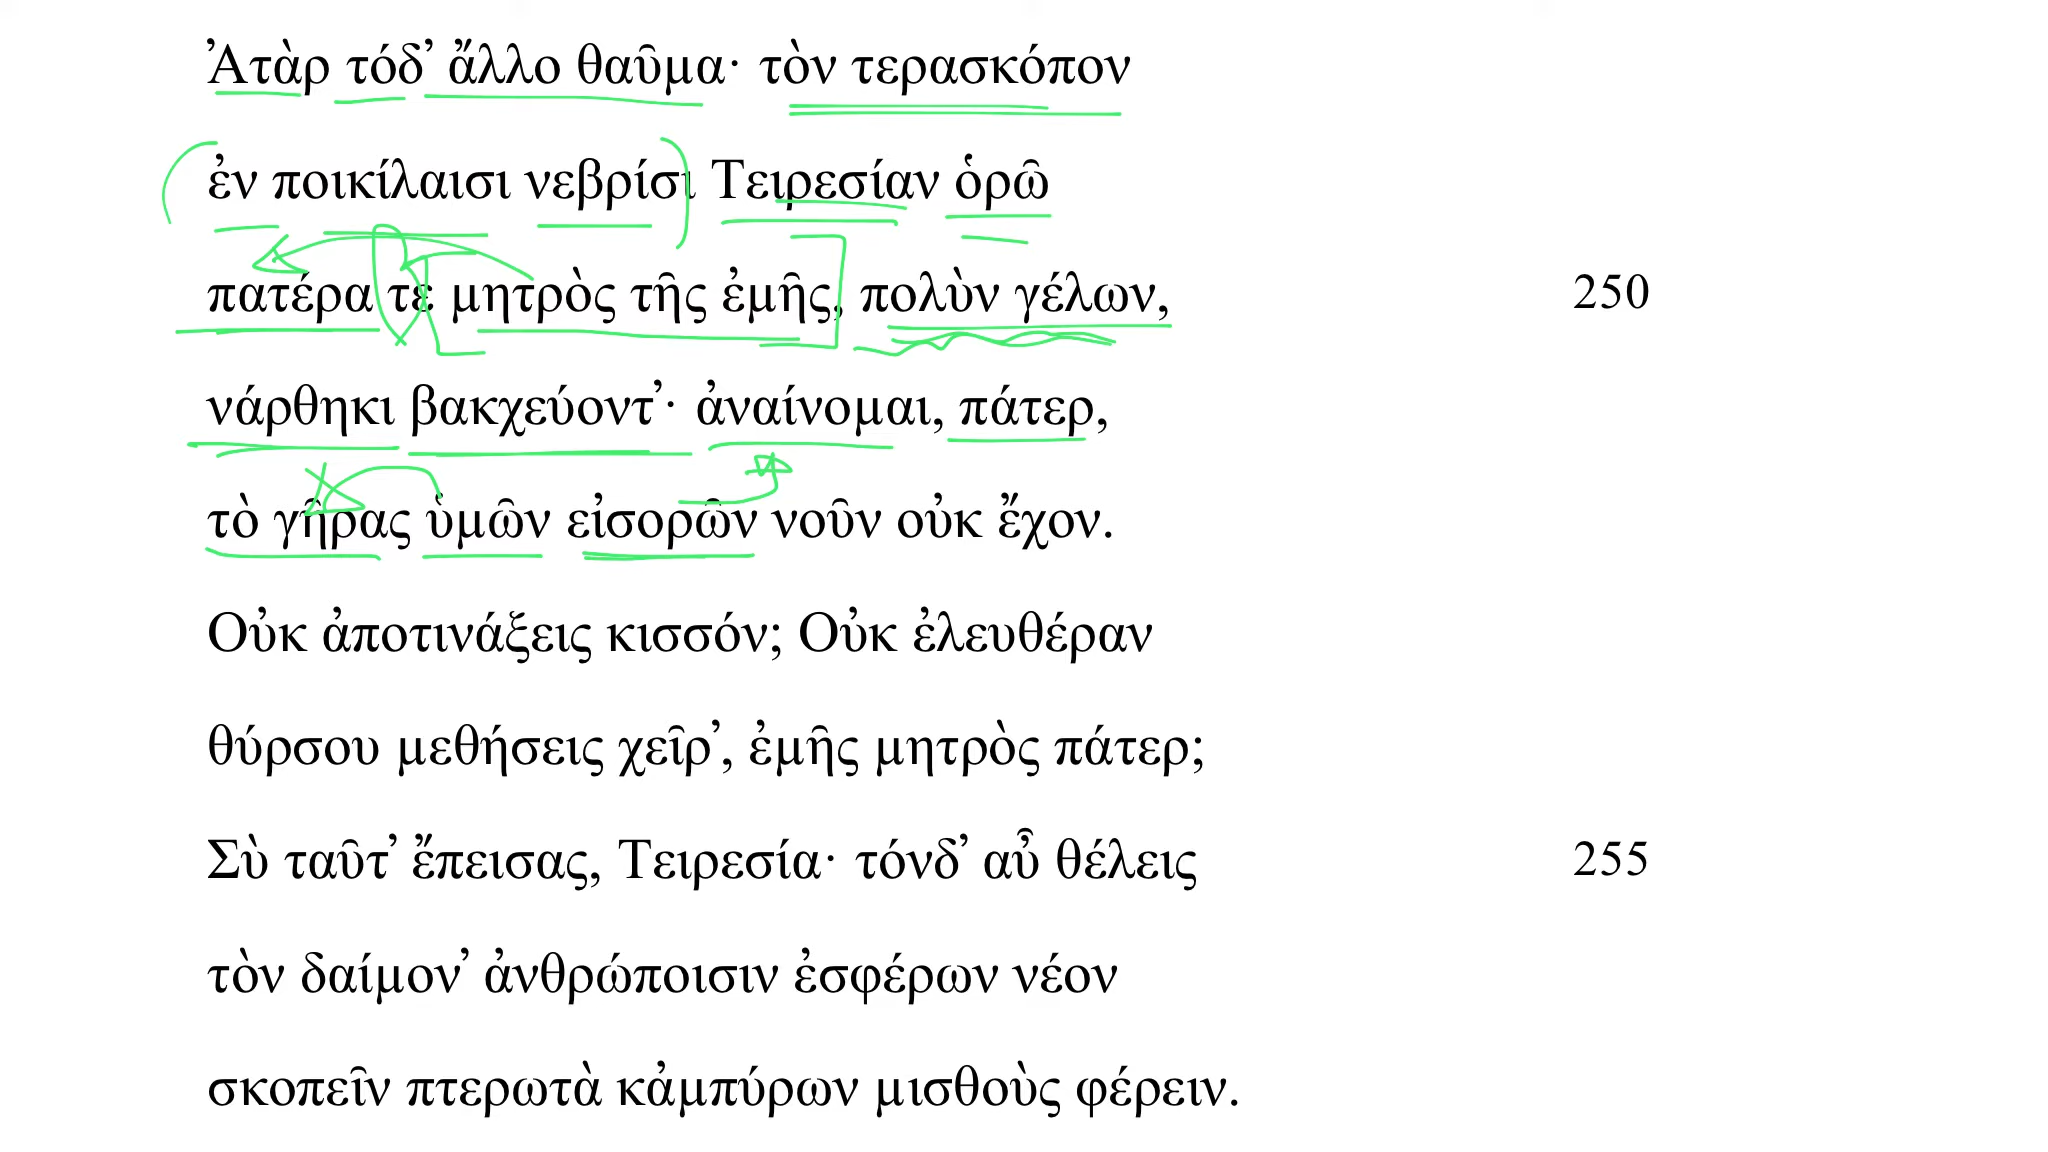 Ἀτὰρ τόδ’ ἄλλο θαῦμα· τὸν τερασκόπον
ἐν ποικίλαισι νεβρίσι Τειρεσίαν ὁρῶ
πατέρα τε μητρὸς τῆς ἐμῆς, πολὺν γέλων, 250
νάρθηκι βακχεύοντ’· ἀναίνομαι, πάτερ,
τὸ γῆρας ὑμῶν εἰσορῶν νοῦν οὐκ ἔχον.
Οὐκ ἀποτινάξεις κισσόν; Οὐκ ἐλευθέραν
θύρσου μεθήσεις χεῖρ’, ἐμῆς μητρὸς πάτερ;
Σὺ ταῦτ’ ἔπεισας, Τειρεσία· τόνδ’ αὖ θέλεις 255
τὸν δαίμον’ ἀνθρώποισιν ἐσφέρων νέον
σκοπεῖν πτερωτὰ κἀμπύρων μισθοὺς φέρειν.